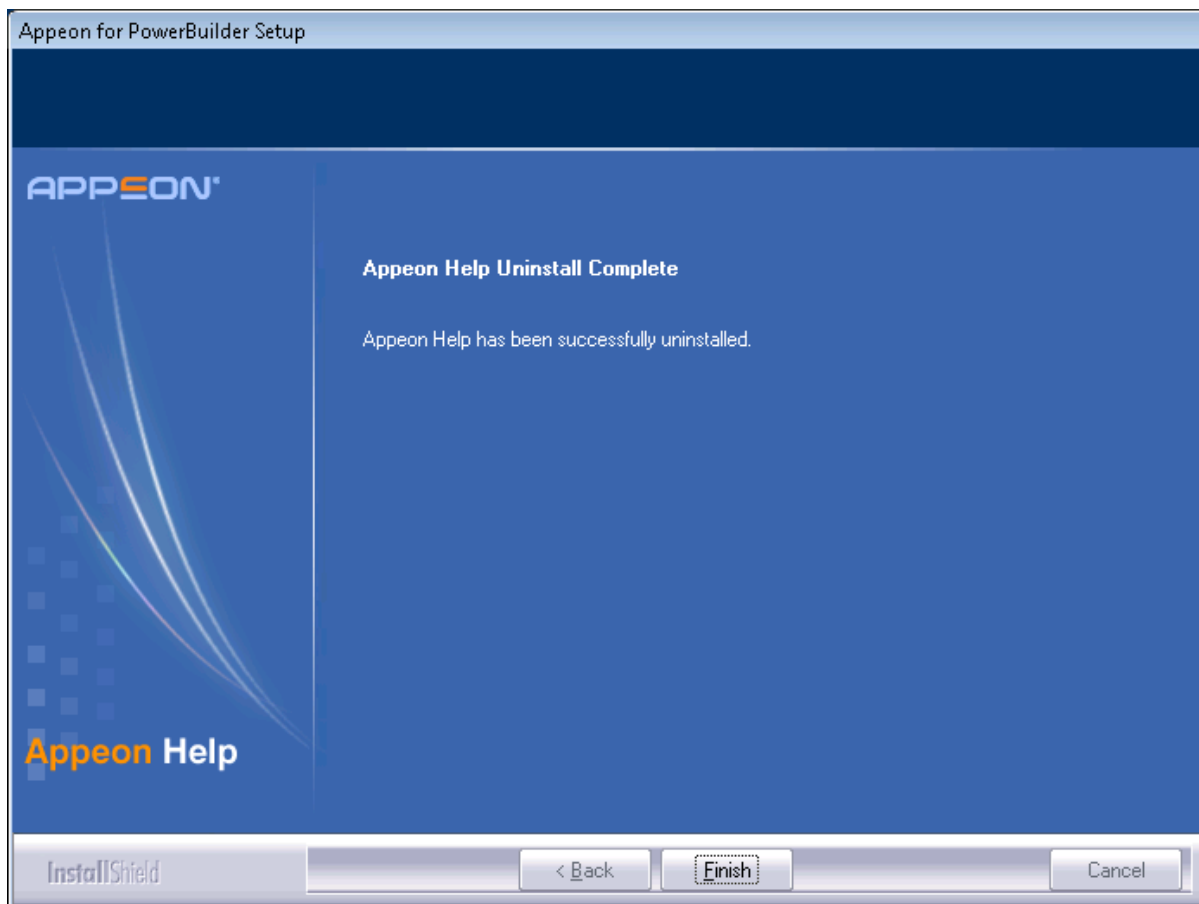 Appeon for PowerBuilder Setup
APPEON®
Appeon Help Uninstall Complete
Appeon Help has been successfully uninstalled.
Appeon Help
InstallShield
< Back
Finish
Cancel